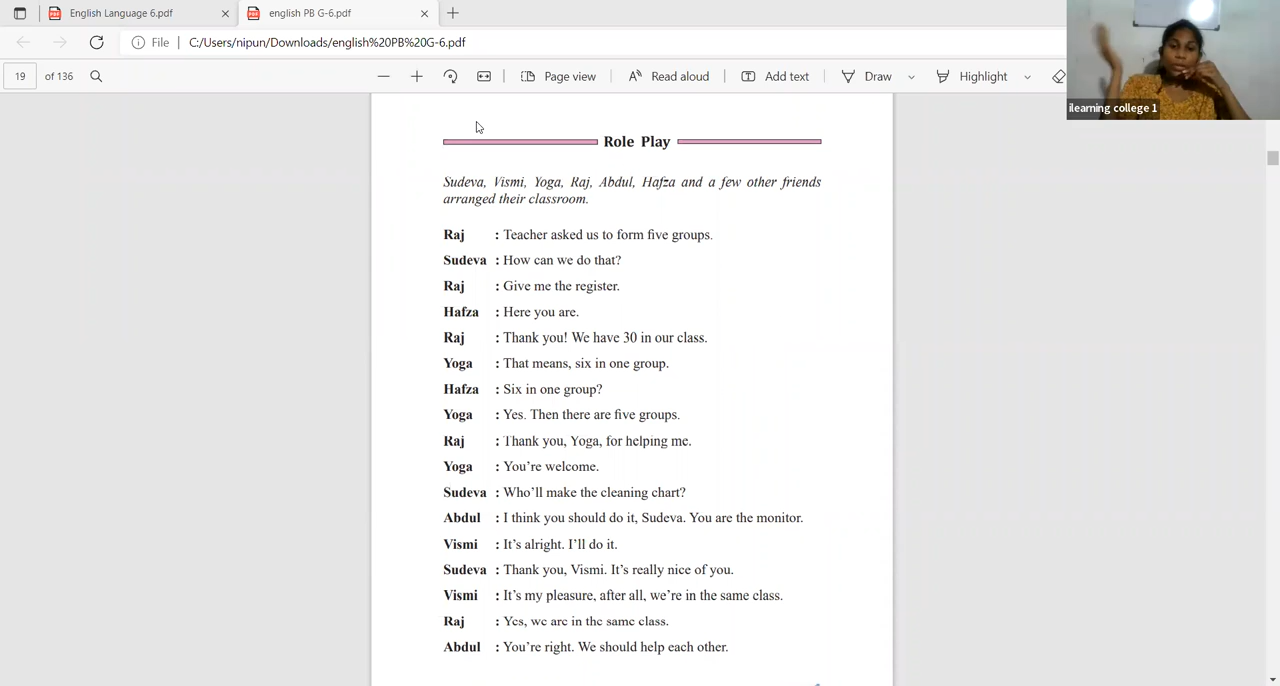 English Language 6.pdf
english PB G-6.pdf
File
C:/Users/nipun/Downloads/english%20PB%20G-6.pdf
19 of 136
Page view
Read aloud
Add text
Draw
Highlight
ilearning college 1
Role Play
Sudeva, Vismi, Yoga, Raj, Abdul, Hafza and a few other friends
arranged their classroom.
Raj : Teacher asked us to form five groups.
Sudeva : How can we do that?
Raj : Give me the register.
Hafza : Here you are.
Raj : Thank you! We have 30 in our class.
Yoga : That means, six in one group.
Hafza : Six in one group?
Yoga : Yes. Then there are five groups.
Raj : Thank you, Yoga, for helping me.
Yoga : You're welcome.
Sudeva : Who'll make the cleaning chart?
Abdul : I think you should do it, Sudeva. You are the monitor.
Vismi : It's alright. I'll do it.
Sudeva : Thank you, Vismi. It's really nice of you.
Vismi : It's my pleasure, after all, we're in the same class.
Raj : Yes, we are in the same class.
Abdul : You're right. We should help each other.